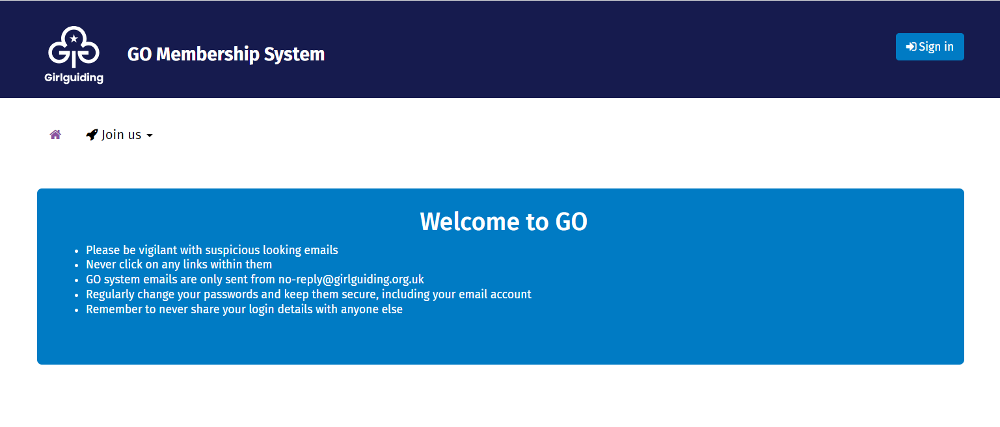 Girlguiding
GO Membership System
Sign in
Join us
Welcome to GO
Please be vigilant with suspicious looking emails
Never click on any links within them
GO system emails are only sent from no-reply@girlguiding.org.uk
Regularly change your passwords and keep them secure, including your email account
Remember to never share your login details with anyone else